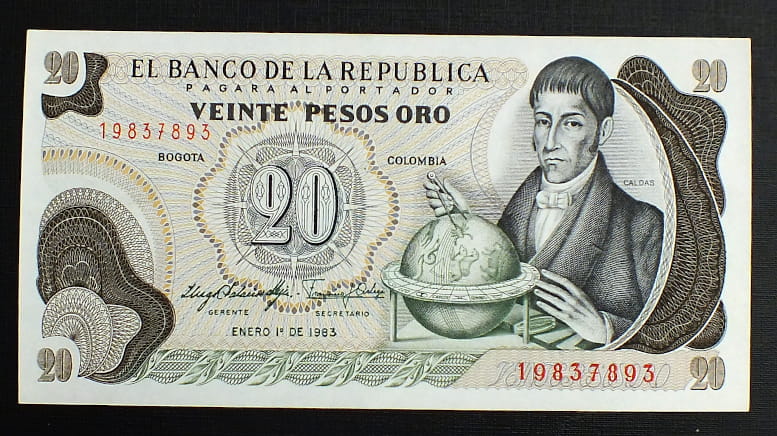 20
20
EL BANCO DE LA REPUBLICA
PAGARA AL PORTADOR
VEINTE PESOS ORO
19837893
BOGOTA
COLOMBIA
CALDAS
20
GERENTE
SECRETARIO
ENERO 1º DE 1983
20
19837893
20